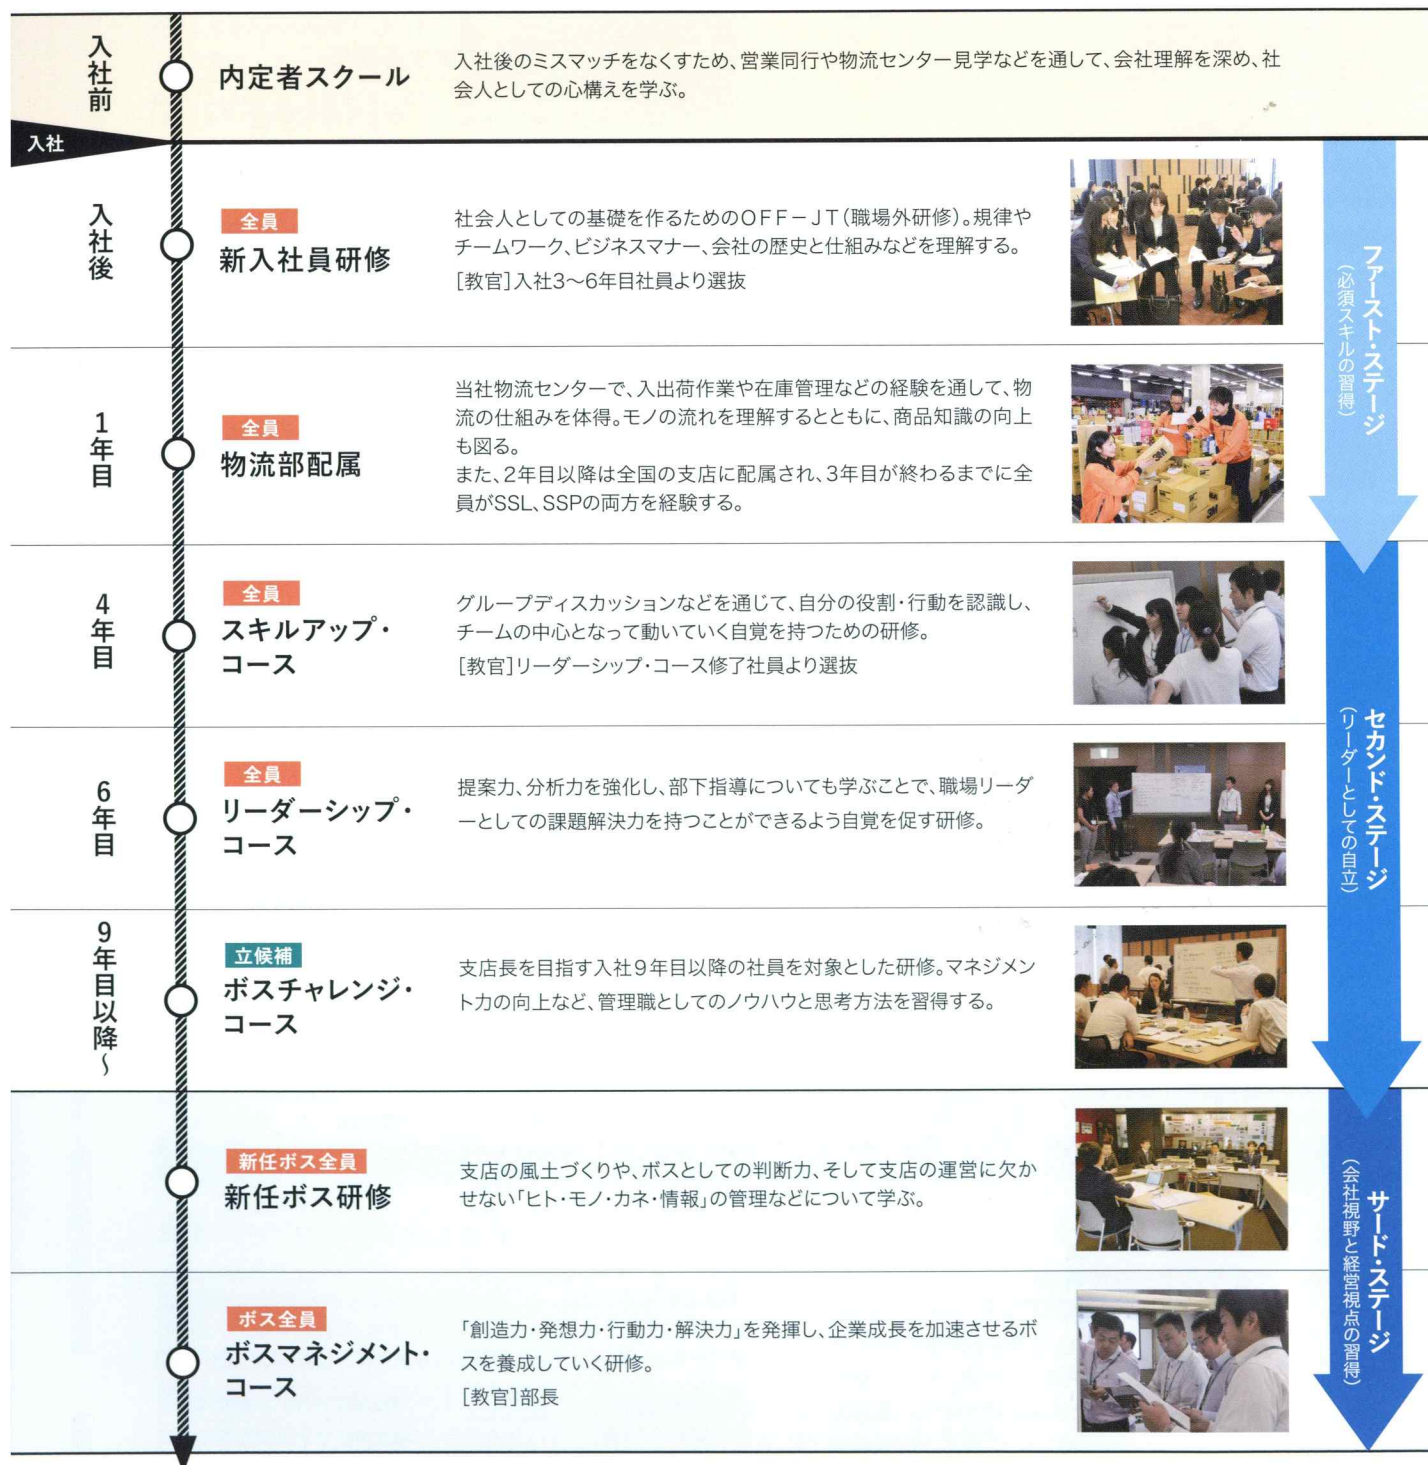 入社前
内定者スクール
入社後のミスマッチをなくすため、営業同行や物流センター見学などを通して、会社理解を深め、社
会人としての心構えを学ぶ。
入社
入社後
全員
新入社員研修
社会人としての基礎を作るためのOFF-JT(職場外研修)。規律や
チームワーク、ビジネスマナー、会社の歴史と仕組みなどを理解する。
[教官]入社3〜6年目社員より選抜
1年目
全員
物流部配属
当社物流センターで、入出荷作業や在庫管理などの経験を通して、物
流の仕組みを体得。モノの流れを理解するとともに、商品知識の向上
も図る。
また、2年目以降は全国の支店に配属され、3年目が終わるまでに全
員がSSL、SSPの両方を経験する。
3M
3M
ファースト・ステージ
(必須スキルの習得)
4年目
全員
スキルアップ・
コース
グループディスカッションなどを通じて、自分の役割・行動を認識し、
チームの中心となって動いていく自覚を持つための研修。
[教官]リーダーシップ・コース修了社員より選抜
6年目
全員
リーダーシップ・
コース
提案力、分析力を強化し、部下指導についても学ぶことで、職場リーダ
ーとしての課題解決力を持つことができるよう自覚を促す研修。
9年目以降〜
立候補
ボスチャレンジ・
コース
支店長を目指す入社9年目以降の社員を対象とした研修。マネジメン
ト力の向上など、管理職としてのノウハウと思考方法を習得する。
セカンド・ステージ
(リーダーとしての自立)
新任ボス全員
新任ボス研修
支店の風土づくりや、ボスとしての判断力、そして支店の運営に欠か
せない「ヒト・モノ・カネ・情報」の管理などについて学ぶ。
ボス全員
ボスマネジメント・
コース
「創造力・発想力・行動力・解決力」を発揮し、企業成長を加速させるボ
スを養成していく研修。
[教官]部長
サード・ステージ
(会社視野と経営視点の習得)